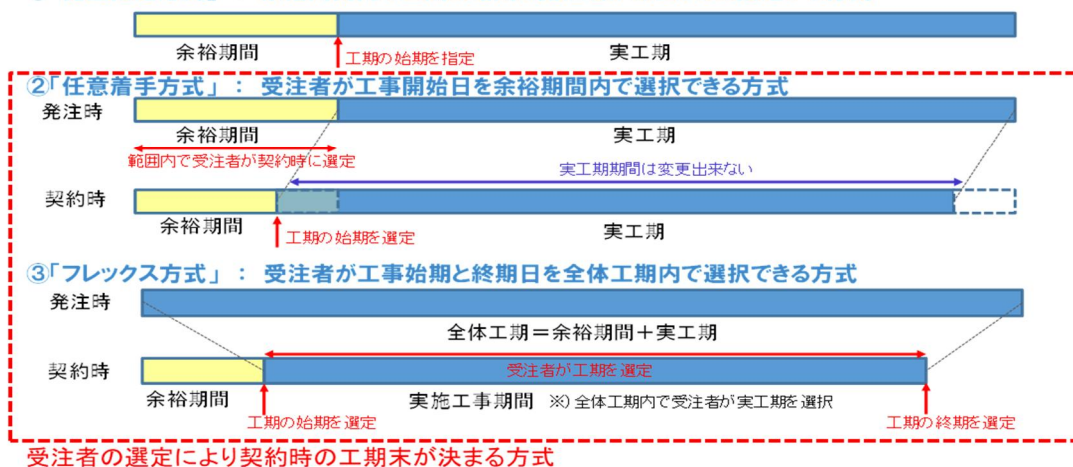 余裕期間
工期の始期を指定
実工期
②「任意着手方式」： 受注者が工事開始日を余裕期間内で選択できる方式
発注時
余裕期間
実工期
範囲内で受注者が契約時に選定
実工期期間は変更出来ない
契約時
余裕期間
工期の始期を選定
実工期
③「フレックス方式」： 受注者が工事始期と終期日を全体工期内で選択できる方式
発注時
全体工期＝余裕期間＋実工期
契約時
受注者が工期を選定
余裕期間
工期の始期を選定
実施工事期間 ※）全体工期内で受注者が実工期を選択
工期の終期を選定
受注者の選定により契約時の工期末が決まる方式